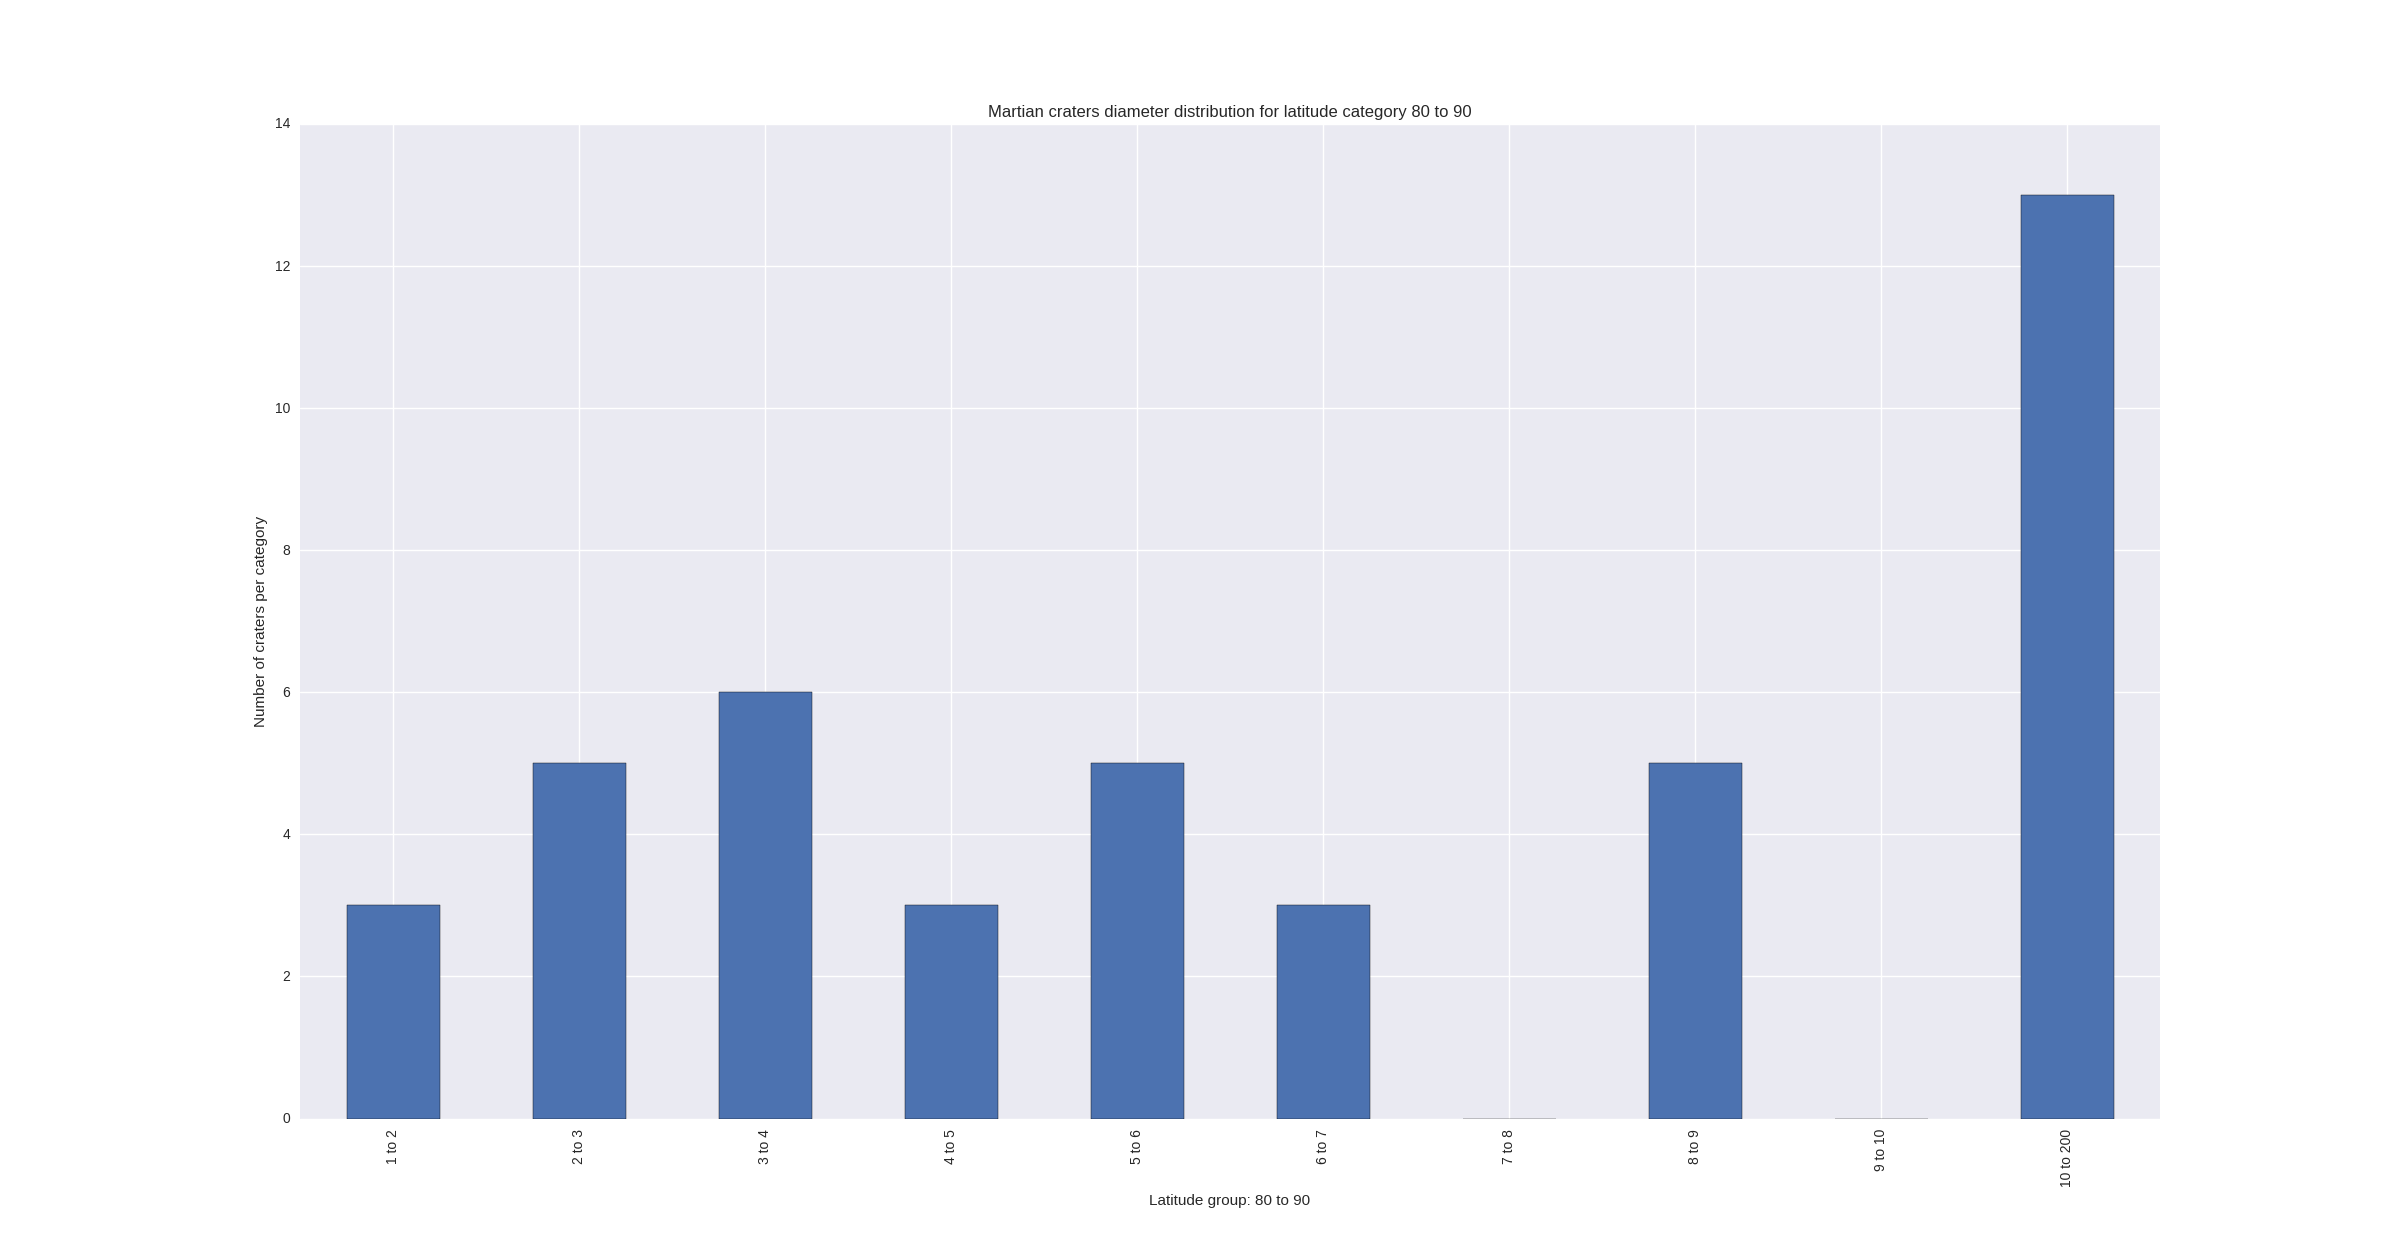 Martian craters diameter distribution for latitude category 80 to 90
14
12
10
8
6
4
2
0
Number of craters per category
1 to 2
2 to 3
3 to 4
4 to 5
5 to 6
6 to 7
7 to 8
8 to 9
9 to 10
10 to 200
Latitude group: 80 to 90